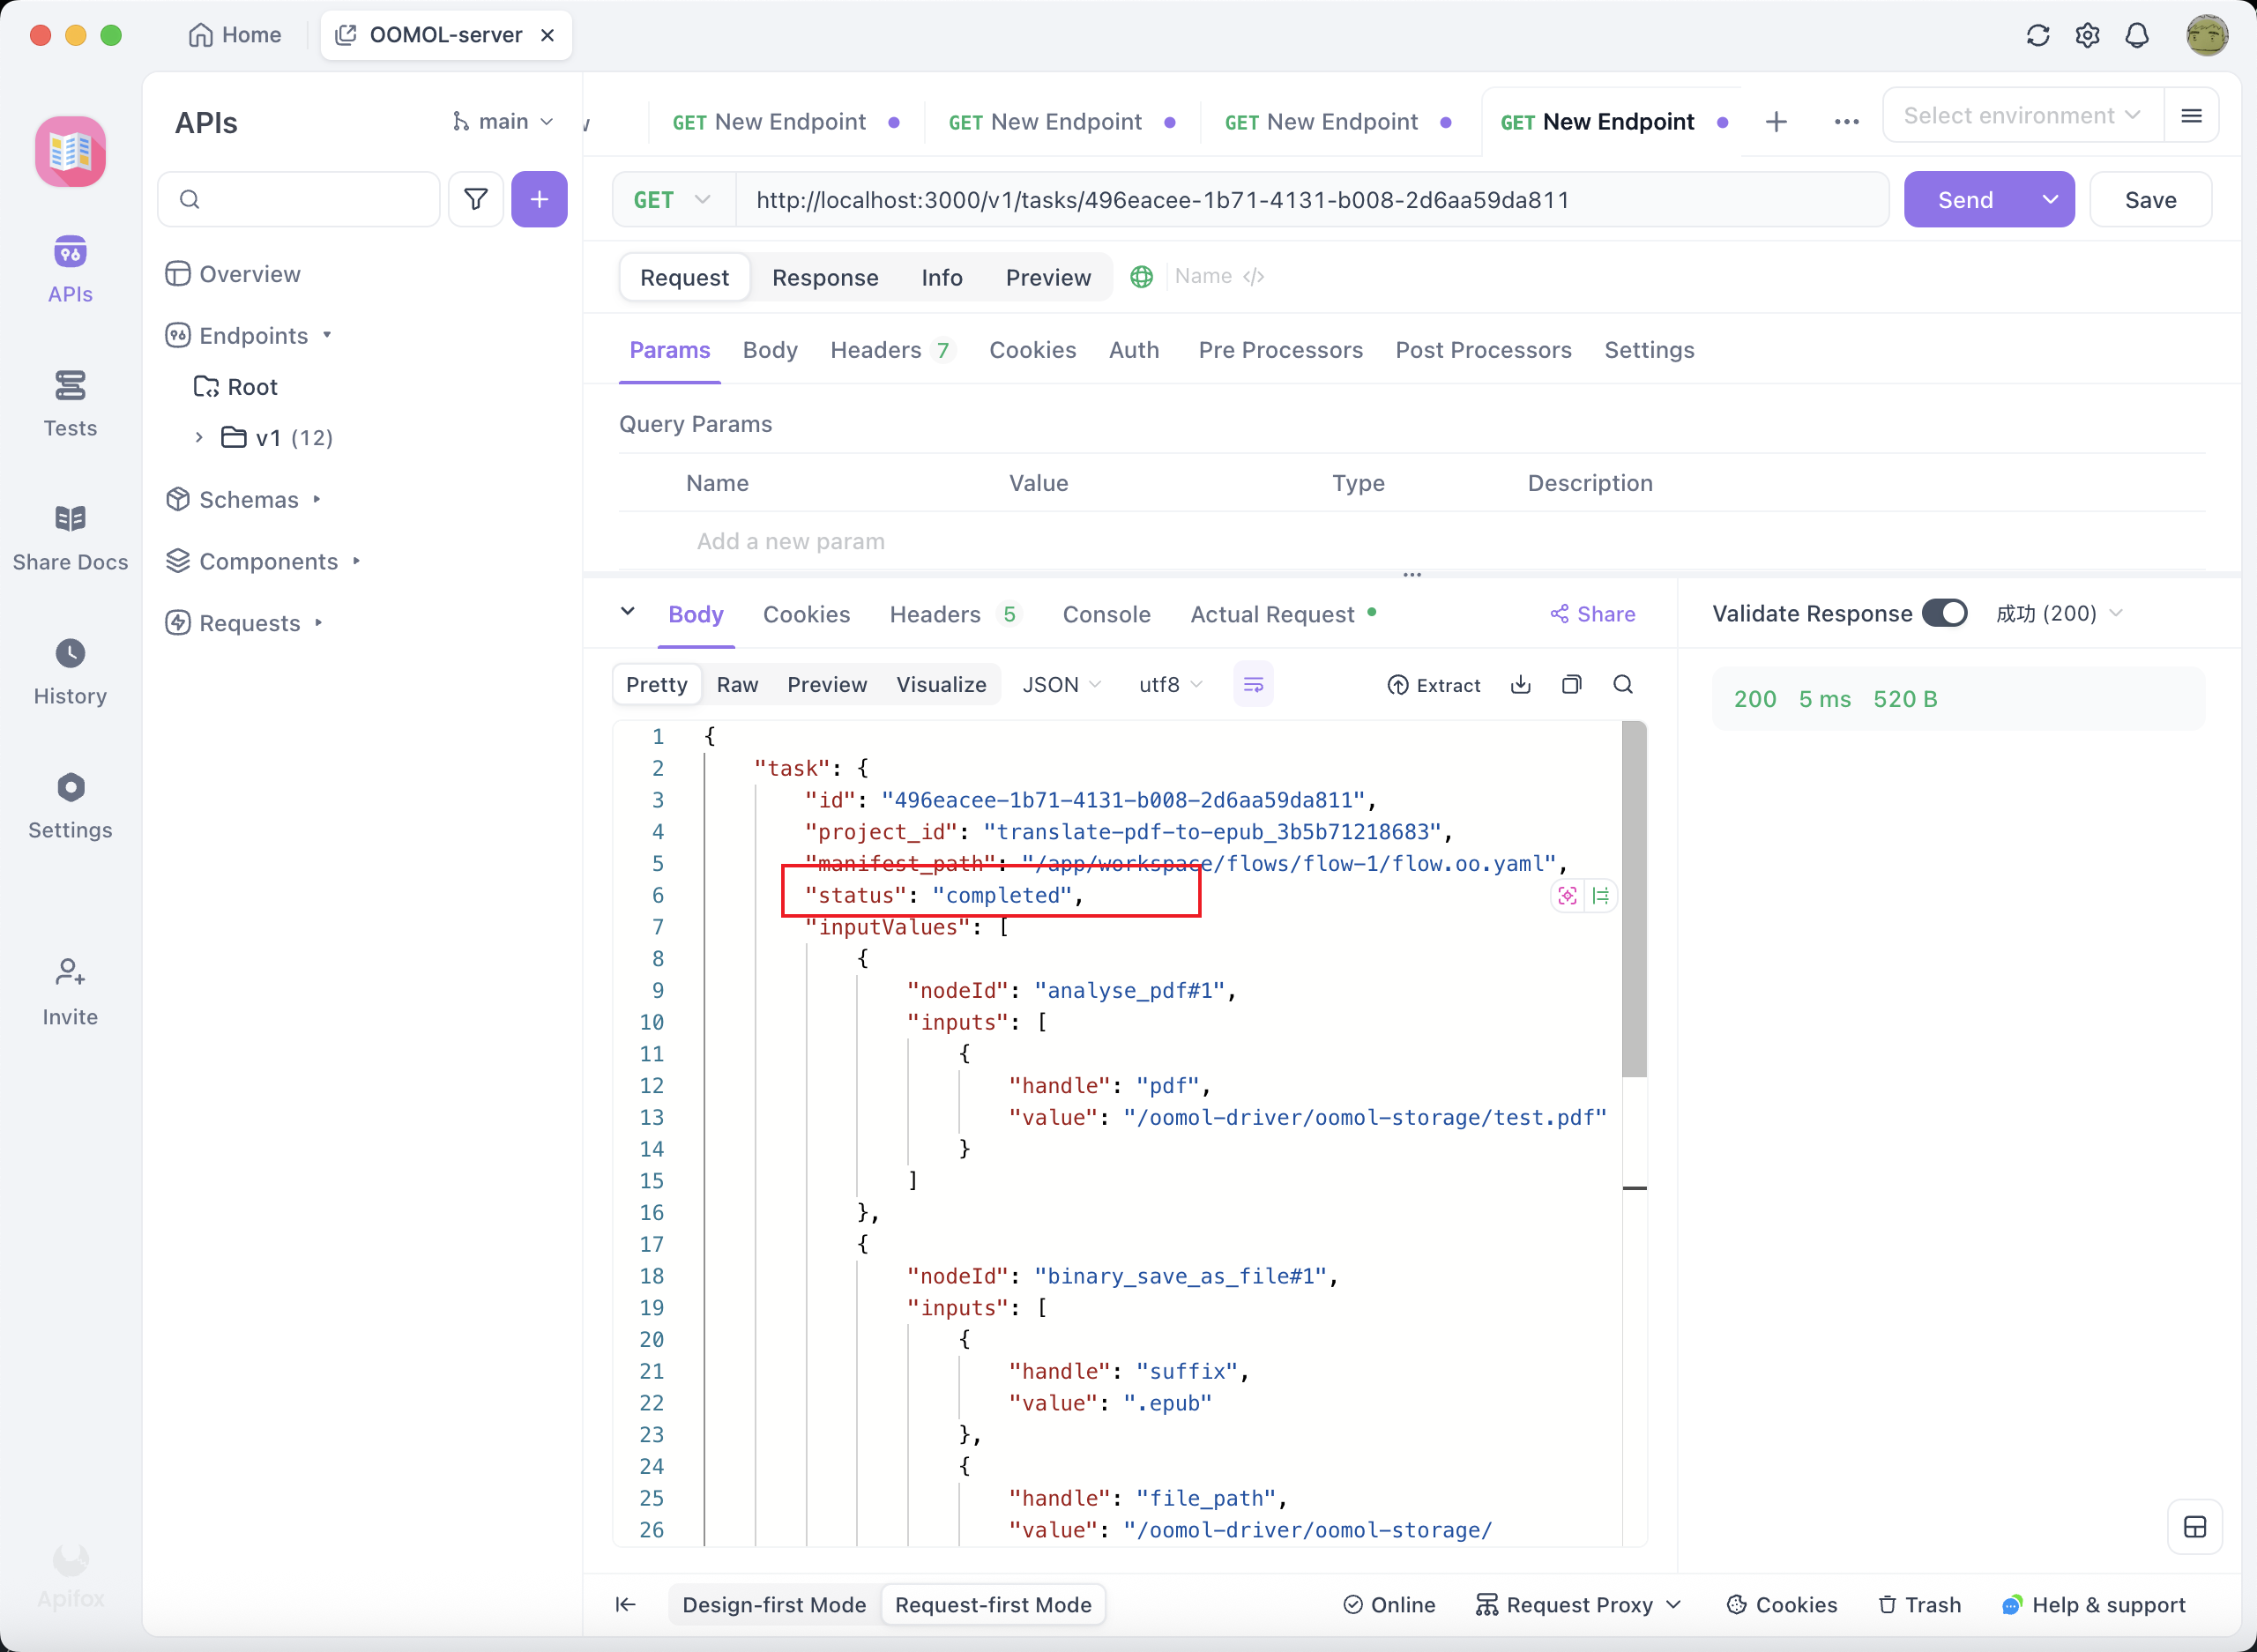 Home
OOMOL-server
APIs
main
GET New Endpoint
GET New Endpoint
GET New Endpoint
GET New Endpoint
Select environment
APIs
Tests
Share Docs
History
Settings
Invite
Apifox
Overview
Endpoints
Root
v1 (12)
Schemas
Components
Requests
GET
http://localhost:3000/v1/tasks/496eacee-1b71-4131-b008-2d6aa59da811
Send
Save
Request Response Info Preview
Name
Params Body Headers 7 Cookies Auth Pre Processors Post Processors Settings
Query Params
Name Value Type Description
Add a new param
Body Cookies Headers 5 Console Actual Request
Share
Validate Response 成功 (200)
Pretty Raw Preview Visualize JSON utf8
Extract
200 5 ms 520 B
1 {
2 "task": {
3 "id": "496eacee-1b71-4131-b008-2d6aa59da811",
4 "project_id": "translate-pdf-to-epub_3b5b71218683",
5 "manifest_path": "/app/workspace/flows/flow-1/flow.oo.yaml",
6 "status": "completed",
7 "inputValues": [
8 {
9 "nodeId": "analyse_pdf#1",
10 "inputs": [
11 {
12 "handle": "pdf",
13 "value": "/oomol-driver/oomol-storage/test.pdf"
14 }
15 ]
16 },
17 {
18 "nodeId": "binary_save_as_file#1",
19 "inputs": [
20 {
21 "handle": "suffix",
22 "value": ".epub"
23 },
24 {
25 "handle": "file_path",
26 "value": "/oomol-driver/oomol-storage/
Design-first Mode Request-first Mode
Online
Request Proxy
Cookies
Trash
Help & support